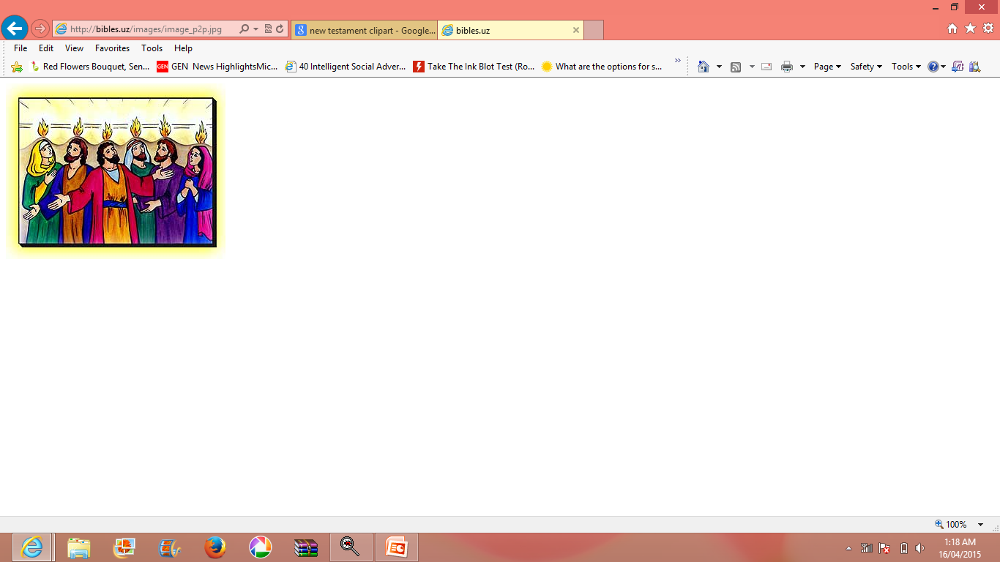 http://bibles.uz/images/image_p2p.jpg
new testament clipart - Google...
bibles.uz
File Edit View Favorites Tools Help
Red Flowers Bouquet, Sen...
GEN
GEN News HighlightsMic...
40 Intelligent Social Adver...
Take The Ink Blot Test (Ro...
What are the options for s...
Page
Safety
Tools
100%
1:18 AM
16/04/2015